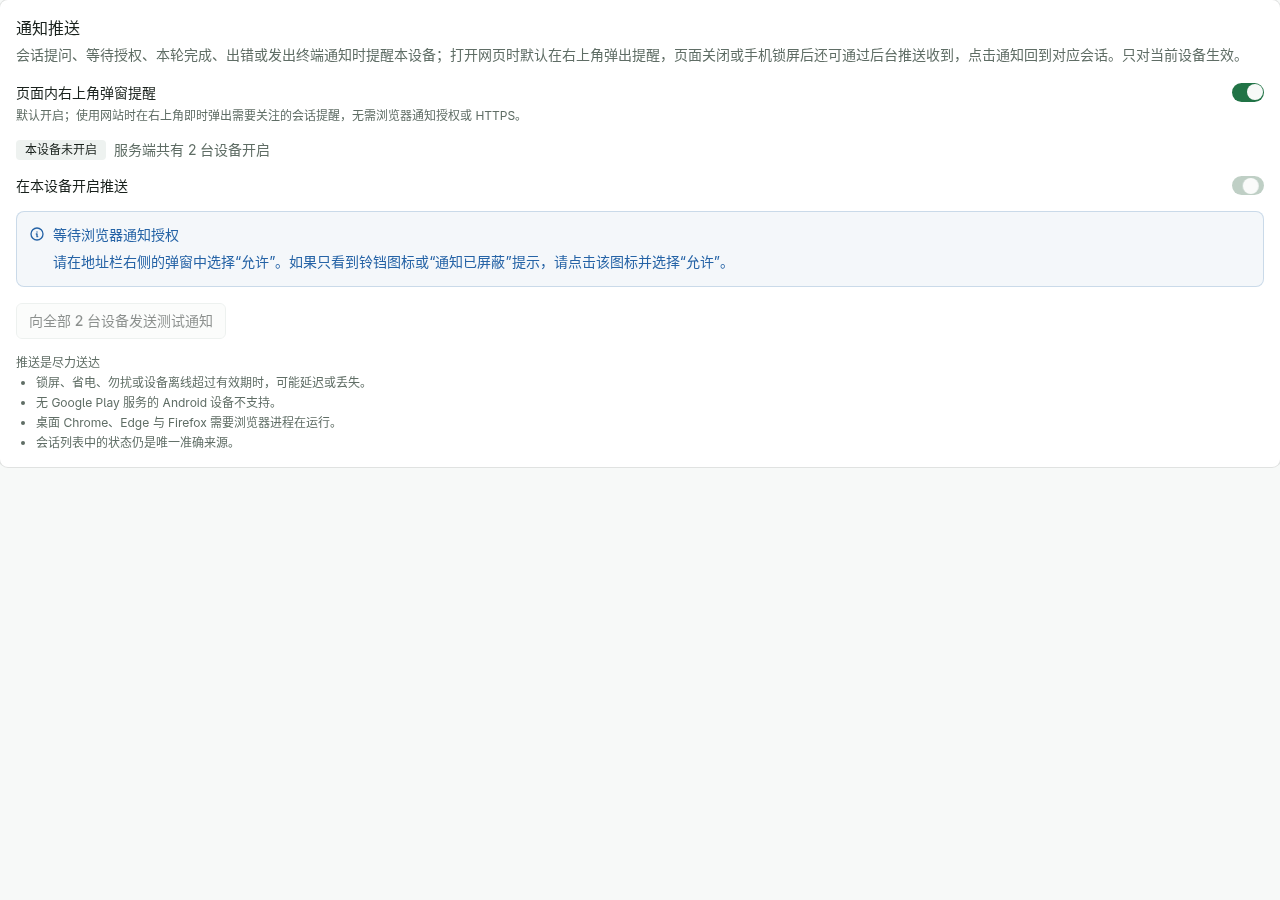 通知推送
会话提问、等待授权、本轮完成、出错或发出终端通知时提醒本设备；打开网页时默认在右上角弹出提醒，页面关闭或手机锁屏后还可通过后台推送收到，点击通知回到对应会话。只对当前设备生效。
页面内右上角弹窗提醒
默认开启；使用网站时在右上角即时弹出需要关注的会话提醒，无需浏览器通知授权或 HTTPS。
本设备未开启 服务端共有 2 台设备开启
在本设备开启推送
等待浏览器通知授权
请在地址栏右侧的弹窗中选择“允许”。如果只看到铃铛图标或“通知已屏蔽”提示，请点击该图标并选择“允许”。
向全部 2 台设备发送测试通知
推送是尽力送达
• 锁屏、省电、勿扰或设备离线超过有效期时，可能延迟或丢失。
• 无 Google Play 服务的 Android 设备不支持。
• 桌面 Chrome、Edge 与 Firefox 需要浏览器进程在运行。
• 会话列表中的状态仍是唯一准确来源。